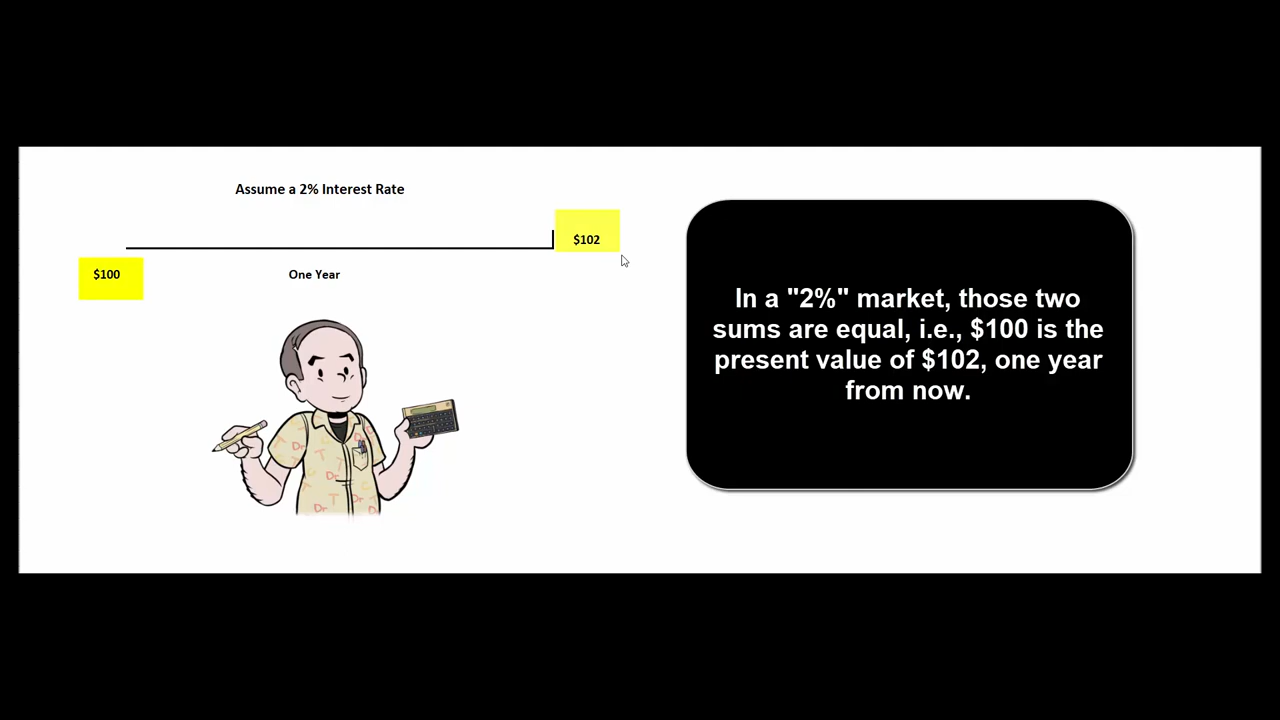 Assume a 2% Interest Rate
$102
$100
One Year
In a "2%" market, those two
sums are equal, i.e., $100 is the
present value of $102, one year
from now.